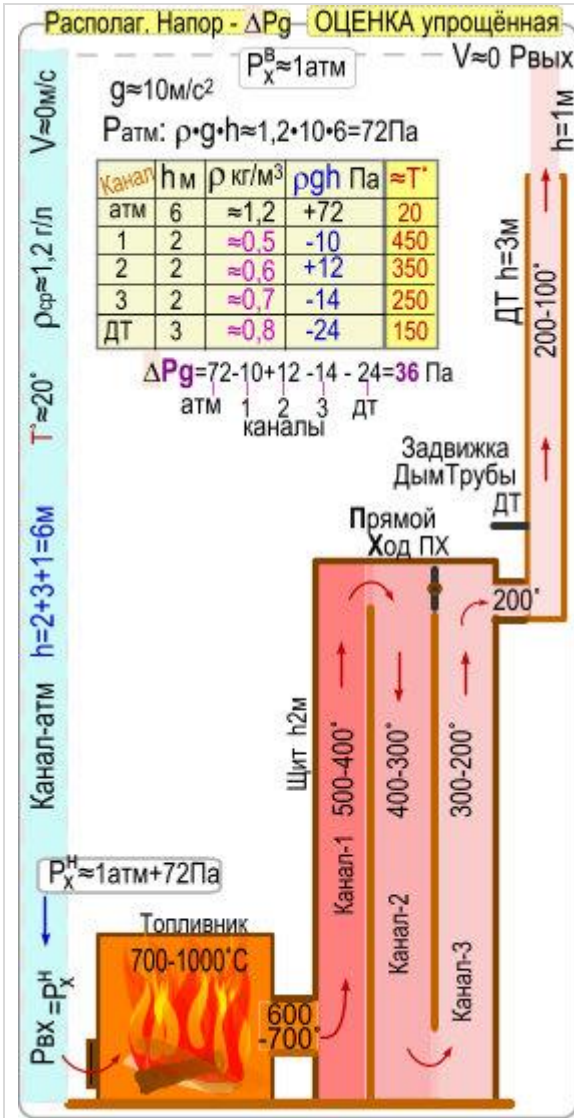 Располаг. Напор - ΔPg – ОЦЕНКА упрощённая
Pₓᴮ≈1атм
V≈0 Pвых
g≈10м/с²
Pатм: ρ•g•h≈1,2•10•6=72Па
Канал h м ρ кг/м³ ρgh Па ≈T°
атм 6 ≈1,2 +72 20
1 2 ≈0,5 -10 450
2 2 ≈0,6 +12 350
3 2 ≈0,7 -14 250
ДТ 3 ≈0,8 -24 150
ΔPg=72-10+12 -14 - 24=36 Па
атм 1 2 3 дт
каналы
V≈0м/с
ρср≈1,2 г/л
T°≈20°
h=2+3+1=6м
Канал-атм
h=1м
ДТ h=3м
200-100°
Задвижка
ДымТрубы
ДТ
Прямой
Ход ПХ
200°
Щит h2м
500-400°
400-300°
300-200°
Канал-1
Канал-2
Канал-3
Pₓᴴ≈1атм+72Па
Pвх=Pₓᴴ
Топливник
700-1000°C
600
-700°